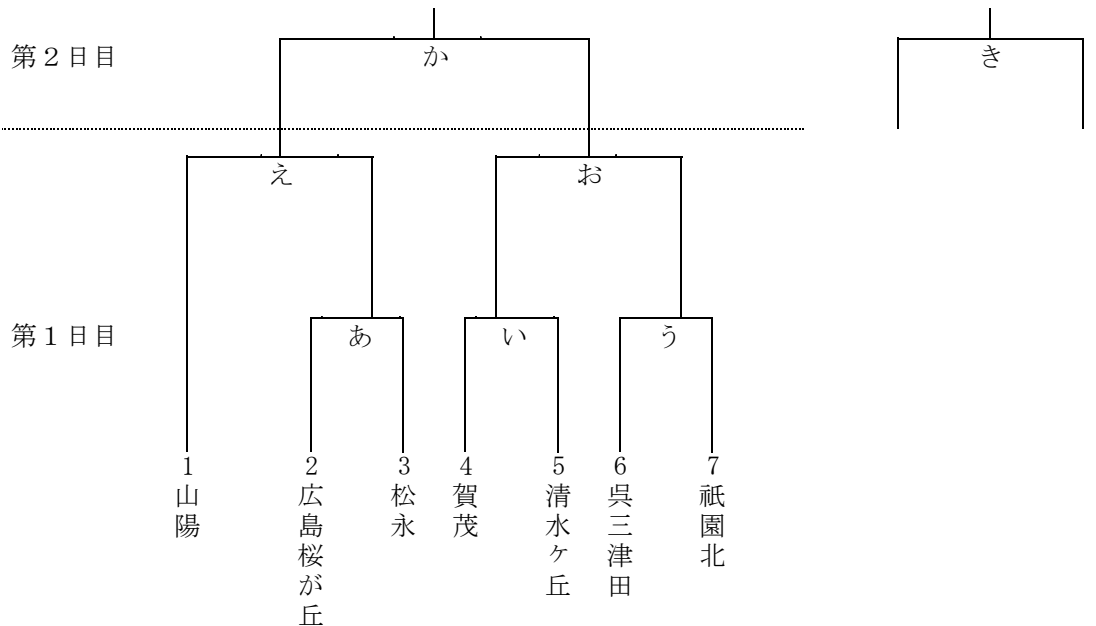 第２日目
か
き
え
お
第１日目
あ
い
う
1 山陽
2 広島桜が丘
3 松永
4 賀茂
5 清水ケ丘
6 呉三津田
7 祇園北